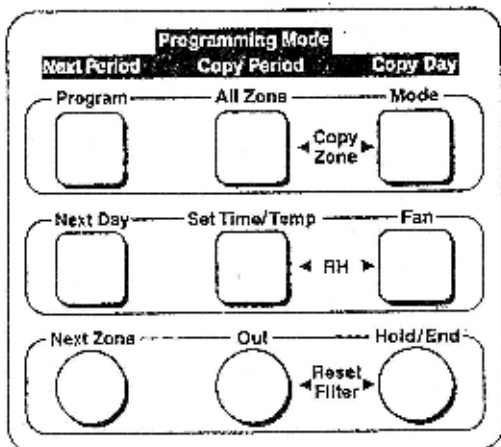 Programming Mode
Next Period Copy Period Copy Day
Program All Zone Mode
Copy
Zone
Next Day Set Time/Temp Fan
RH
Next Zone Out Hold/End
Reset
Filter